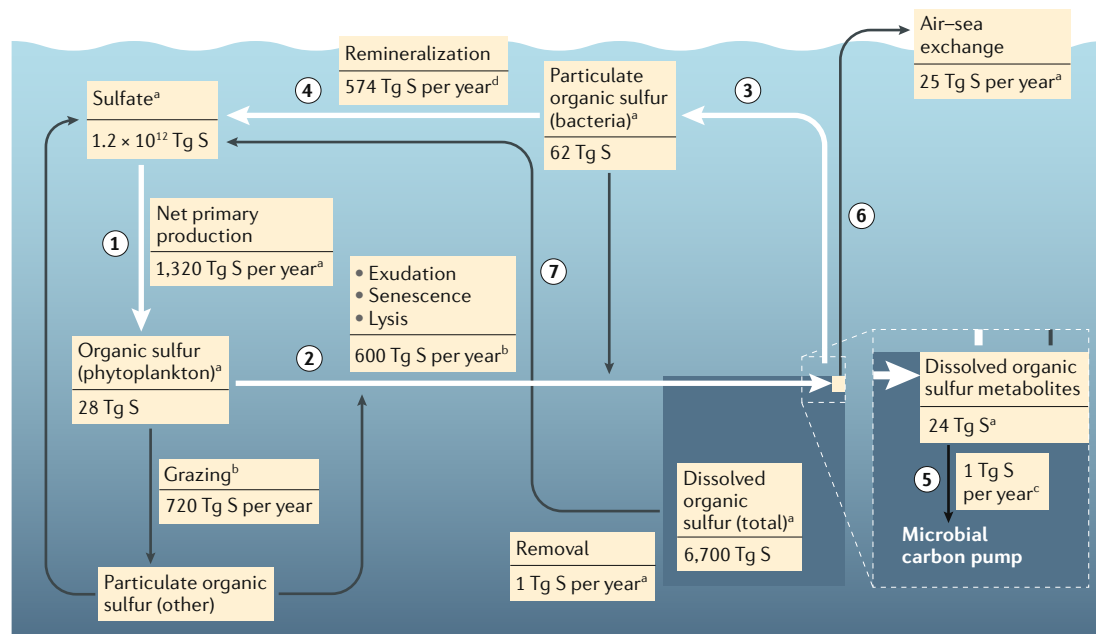 Air–sea
exchange
25 Tg S per yearᵃ
Remineralization
574 Tg S per yearᵈ
④
Particulate
organic sulfur
(bacteria)ᵃ
62 Tg S
③
Sulfateᵃ
1.2 × 10¹² Tg S
①
Net primary
production
1,320 Tg S per yearᵃ
⑥
⑦
• Exudation
• Senescence
• Lysis
600 Tg S per yearᵇ
②
Organic sulfur
(phytoplankton)ᵃ
28 Tg S
Dissolved organic
sulfur metabolites
24 Tg Sᵃ
⑤
1 Tg S
per yearᶜ
Microbial
carbon pump
Grazingᵇ
720 Tg S per year
Dissolved
organic
sulfur (total)ᵃ
6,700 Tg S
Removal
1 Tg S per yearᵃ
Particulate organic
sulfur (other)